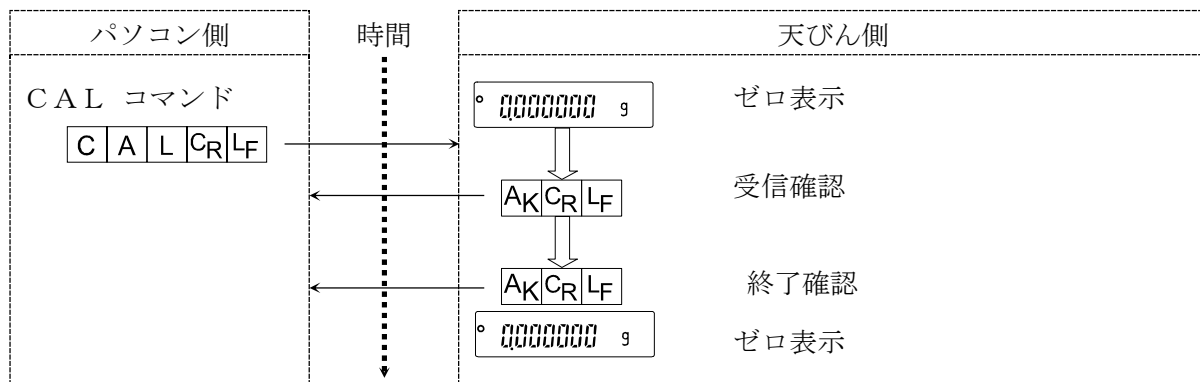 パソコン側
時間
天びん側
CAL コマンド
0.000000 g
ゼロ表示
C A L CR LF
AK CR LF
受信確認
AK CR LF
終了確認
0.000000 g
ゼロ表示